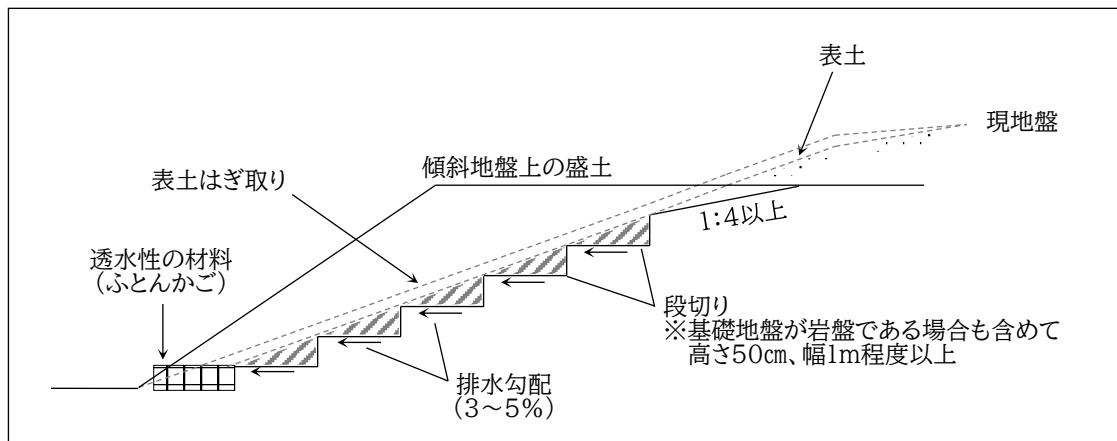 表土
現地盤
傾斜地盤上の盛土
表土はぎ取り
1:4以上
透水性の材料
(ふとんかご)
段切り
※基礎地盤が岩盤である場合も含めて
高さ50㎝、幅1m程度以上
排水勾配
(3～5%)